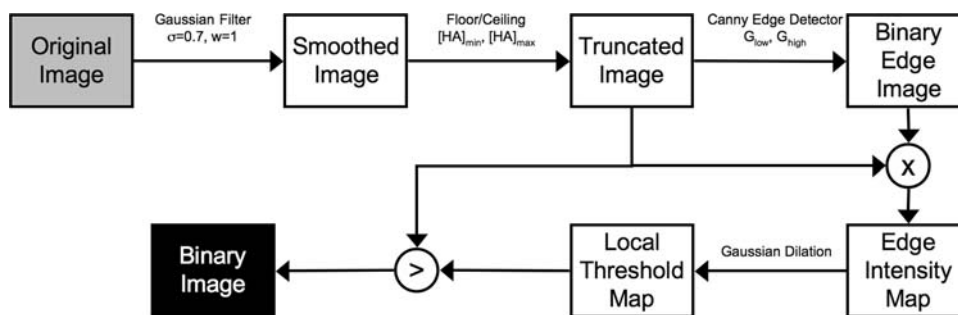 Original
Image
Gaussian Filter
σ=0.7, w=1
Smoothed
Image
Floor/Ceiling
[HA]min, [HA]max
Truncated
Image
Canny Edge Detector
Glow, Ghigh
Binary
Edge
Image
x
Binary
Image
>
Local
Threshold
Map
Gaussian Dilation
Edge
Intensity
Map